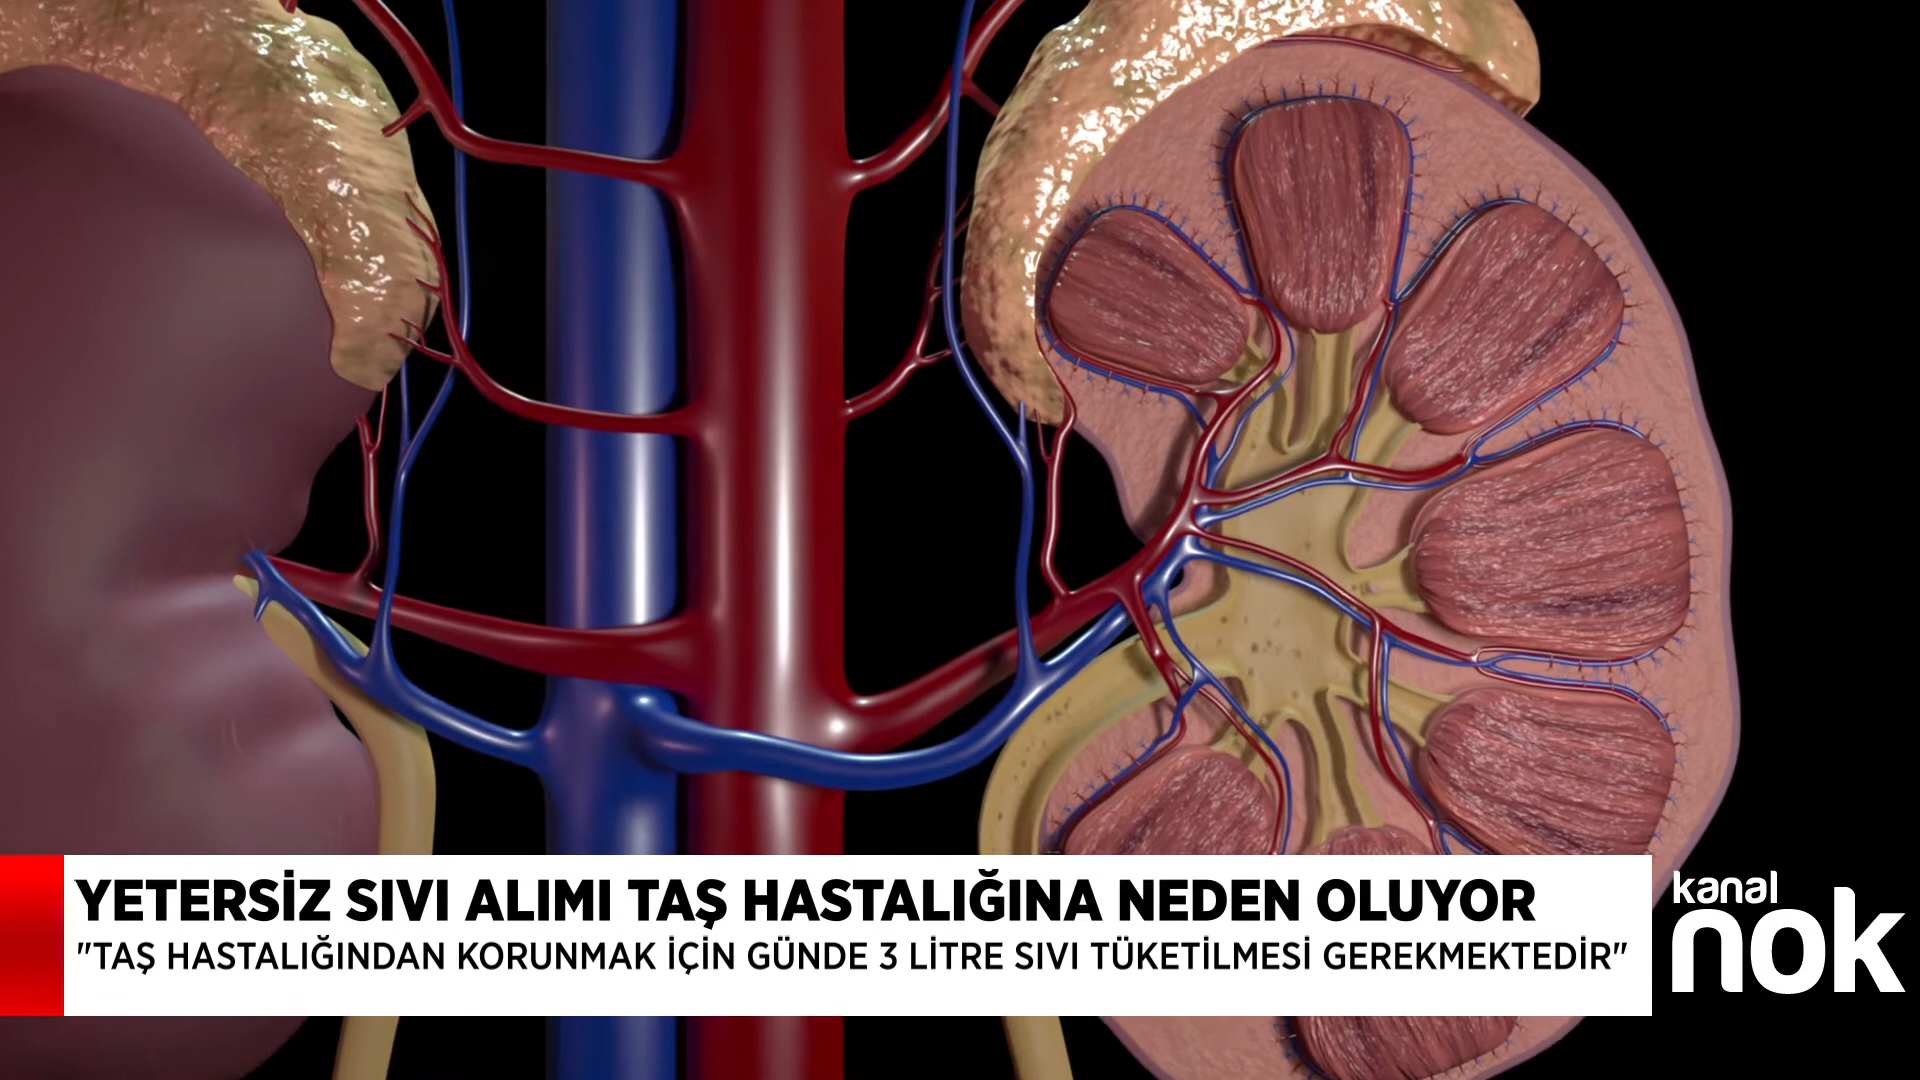 YETERSİZ SIVI ALIMI TAŞ HASTALIĞINA NEDEN OLUYOR
"TAŞ HASTALIĞINDAN KORUNMAK İÇİN GÜNDE 3 LİTRE SIVI TÜKETİLMESİ GEREKMEKTEDİR"
kanal
nok